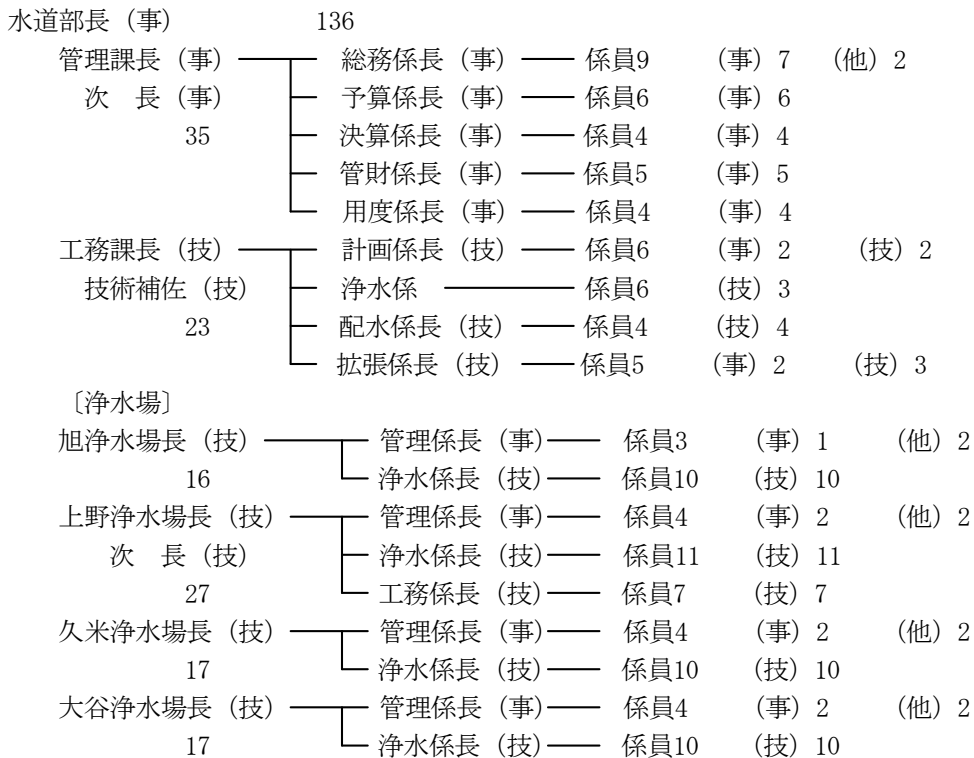 水道部長（事） 136
管理課長（事） 総務係長（事） 係員9 （事）7 （他）2
次　長（事） 予算係長（事） 係員6 （事）6
35 決算係長（事） 係員4 （事）4
管財係長（事） 係員5 （事）5
用度係長（事） 係員4 （事）4
工務課長（技） 計画係長（技） 係員6 （事）2 （技）2
技術補佐（技） 浄水係 係員6 （技）3
23 配水係長（技） 係員4 （技）4
拡張係長（技） 係員5 （事）2 （技）3
〔浄水場〕
旭浄水場長（技） 管理係長（事） 係員3 （事）1 （他）2
16 浄水係長（技） 係員10 （技）10
上野浄水場長（技） 管理係長（事） 係員4 （事）2 （他）2
次　長（技） 浄水係長（技） 係員11 （技）11
27 工務係長（技） 係員7 （技）7
久米浄水場長（技） 管理係長（事） 係員4 （事）2 （他）2
17 浄水係長（技） 係員10 （技）10
大谷浄水場長（技） 管理係長（事） 係員4 （事）2 （他）2
17 浄水係長（技） 係員10 （技）10